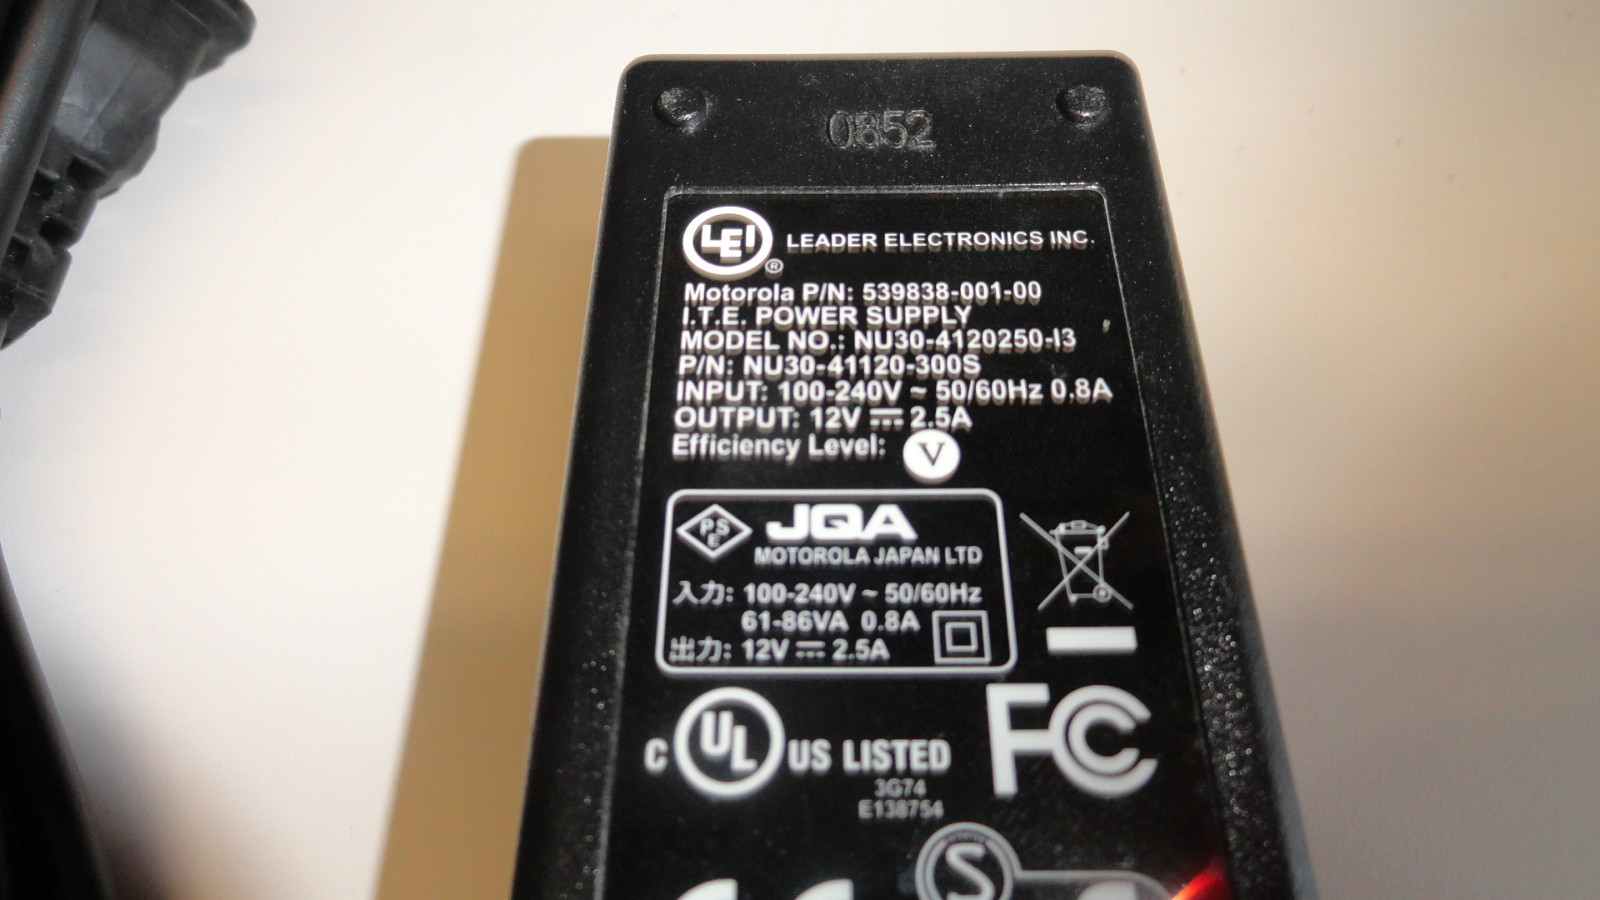 0852
LEI ® LEADER ELECTRONICS INC.
Motorola P/N: 539838-001-00
I.T.E. POWER SUPPLY
MODEL NO.: NU30-4120250-I3
P/N: NU30-41120-300S
INPUT: 100-240V ~ 50/60Hz 0.8A
OUTPUT: 12V ⎓ 2.5A
Efficiency Level: V
PSE JQA
MOTOROLA JAPAN LTD
入力: 100-240V ~ 50/60Hz
61-86VA 0.8A
出力: 12V ⎓ 2.5A
C UL US LISTED
FC
3G74
E138754
S